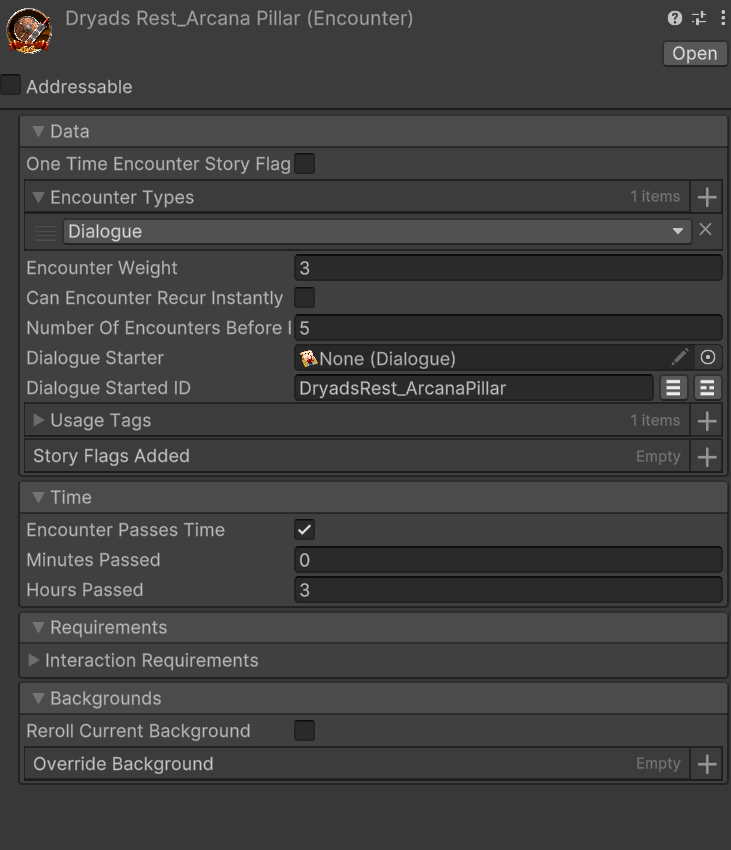 Dryads Rest_Arcana Pillar (Encounter)
Open
Addressable
Data
One Time Encounter Story Flag
Encounter Types 1 items
Dialogue
Encounter Weight 3
Can Encounter Recur Instantly
Number Of Encounters Before 5
Dialogue Starter None (Dialogue)
Dialogue Started ID DryadsRest_ArcanaPillar
Usage Tags 1 items
Story Flags Added Empty
Time
Encounter Passes Time
Minutes Passed 0
Hours Passed 3
Requirements
Interaction Requirements
Backgrounds
Reroll Current Background
Override Background Empty